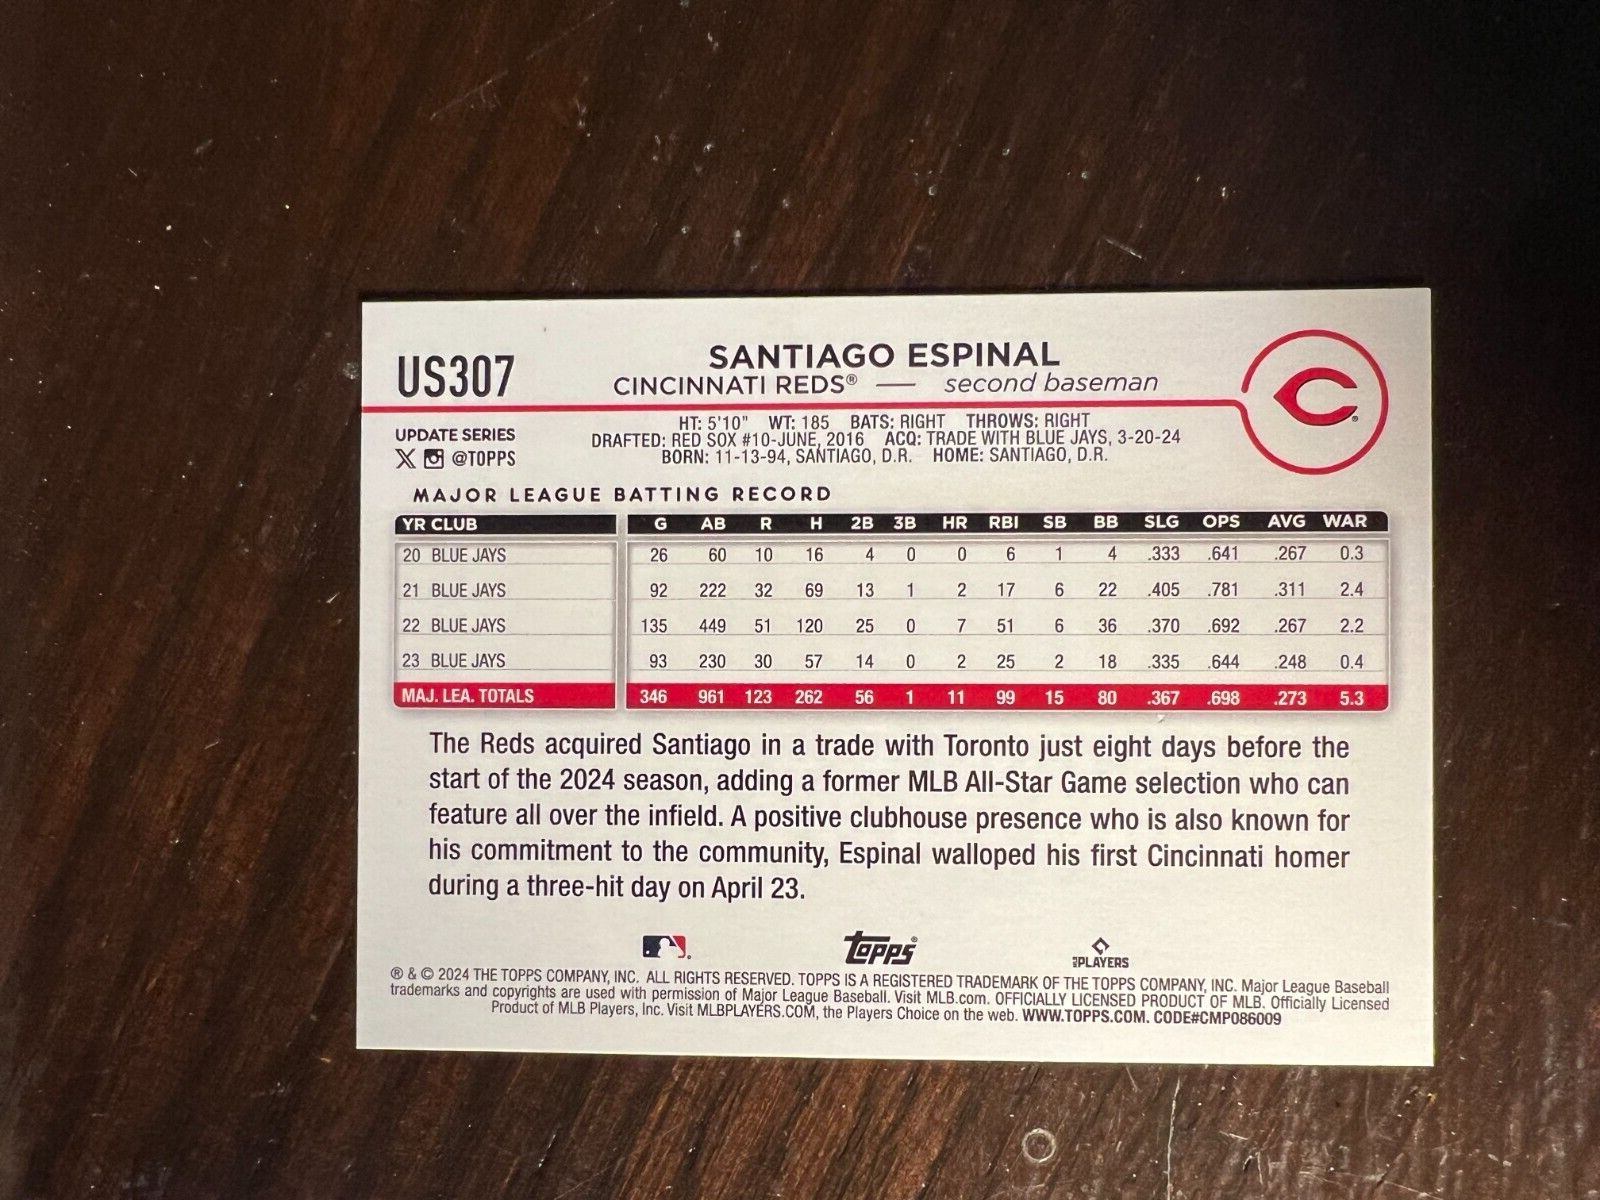 US307
SANTIAGO ESPINAL
CINCINNATI REDS® — second baseman
C®
UPDATE SERIES
@TOPPS
HT: 5'10" WT: 185 BATS: RIGHT THROWS: RIGHT
DRAFTED: RED SOX #10-JUNE, 2016 ACQ: TRADE WITH BLUE JAYS, 3-20-24
BORN: 11-13-94, SANTIAGO, D.R. HOME: SANTIAGO, D.R.
MAJOR LEAGUE BATTING RECORD
YR CLUB G AB R H 2B 3B HR RBI SB BB SLG OPS AVG WAR
20 BLUE JAYS 26 60 10 16 4 0 0 6 1 4 .333 .641 .267 0.3
21 BLUE JAYS 92 222 32 69 13 1 2 17 6 22 .405 .781 .311 2.4
22 BLUE JAYS 135 449 51 120 25 0 7 51 6 36 .370 .692 .267 2.2
23 BLUE JAYS 93 230 30 57 14 0 2 25 2 18 .335 .644 .248 0.4
MAJ. LEA. TOTALS 346 961 123 262 56 1 11 99 15 80 .367 .698 .273 5.3
The Reds acquired Santiago in a trade with Toronto just eight days before the
start of the 2024 season, adding a former MLB All-Star Game selection who can
feature all over the infield. A positive clubhouse presence who is also known for
his commitment to the community, Espinal walloped his first Cincinnati homer
during a three-hit day on April 23.
Topps®
PLAYERS
® & © 2024 THE TOPPS COMPANY, INC. ALL RIGHTS RESERVED. TOPPS IS A REGISTERED TRADEMARK OF THE TOPPS COMPANY, INC. Major League Baseball
trademarks and copyrights are used with permission of Major League Baseball. Visit MLB.com. OFFICIALLY LICENSED PRODUCT OF MLB. Officially Licensed
Product of MLB Players, Inc. Visit MLBPLAYERS.COM, the Players Choice on the web. WWW.TOPPS.COM. CODE#CMP086009